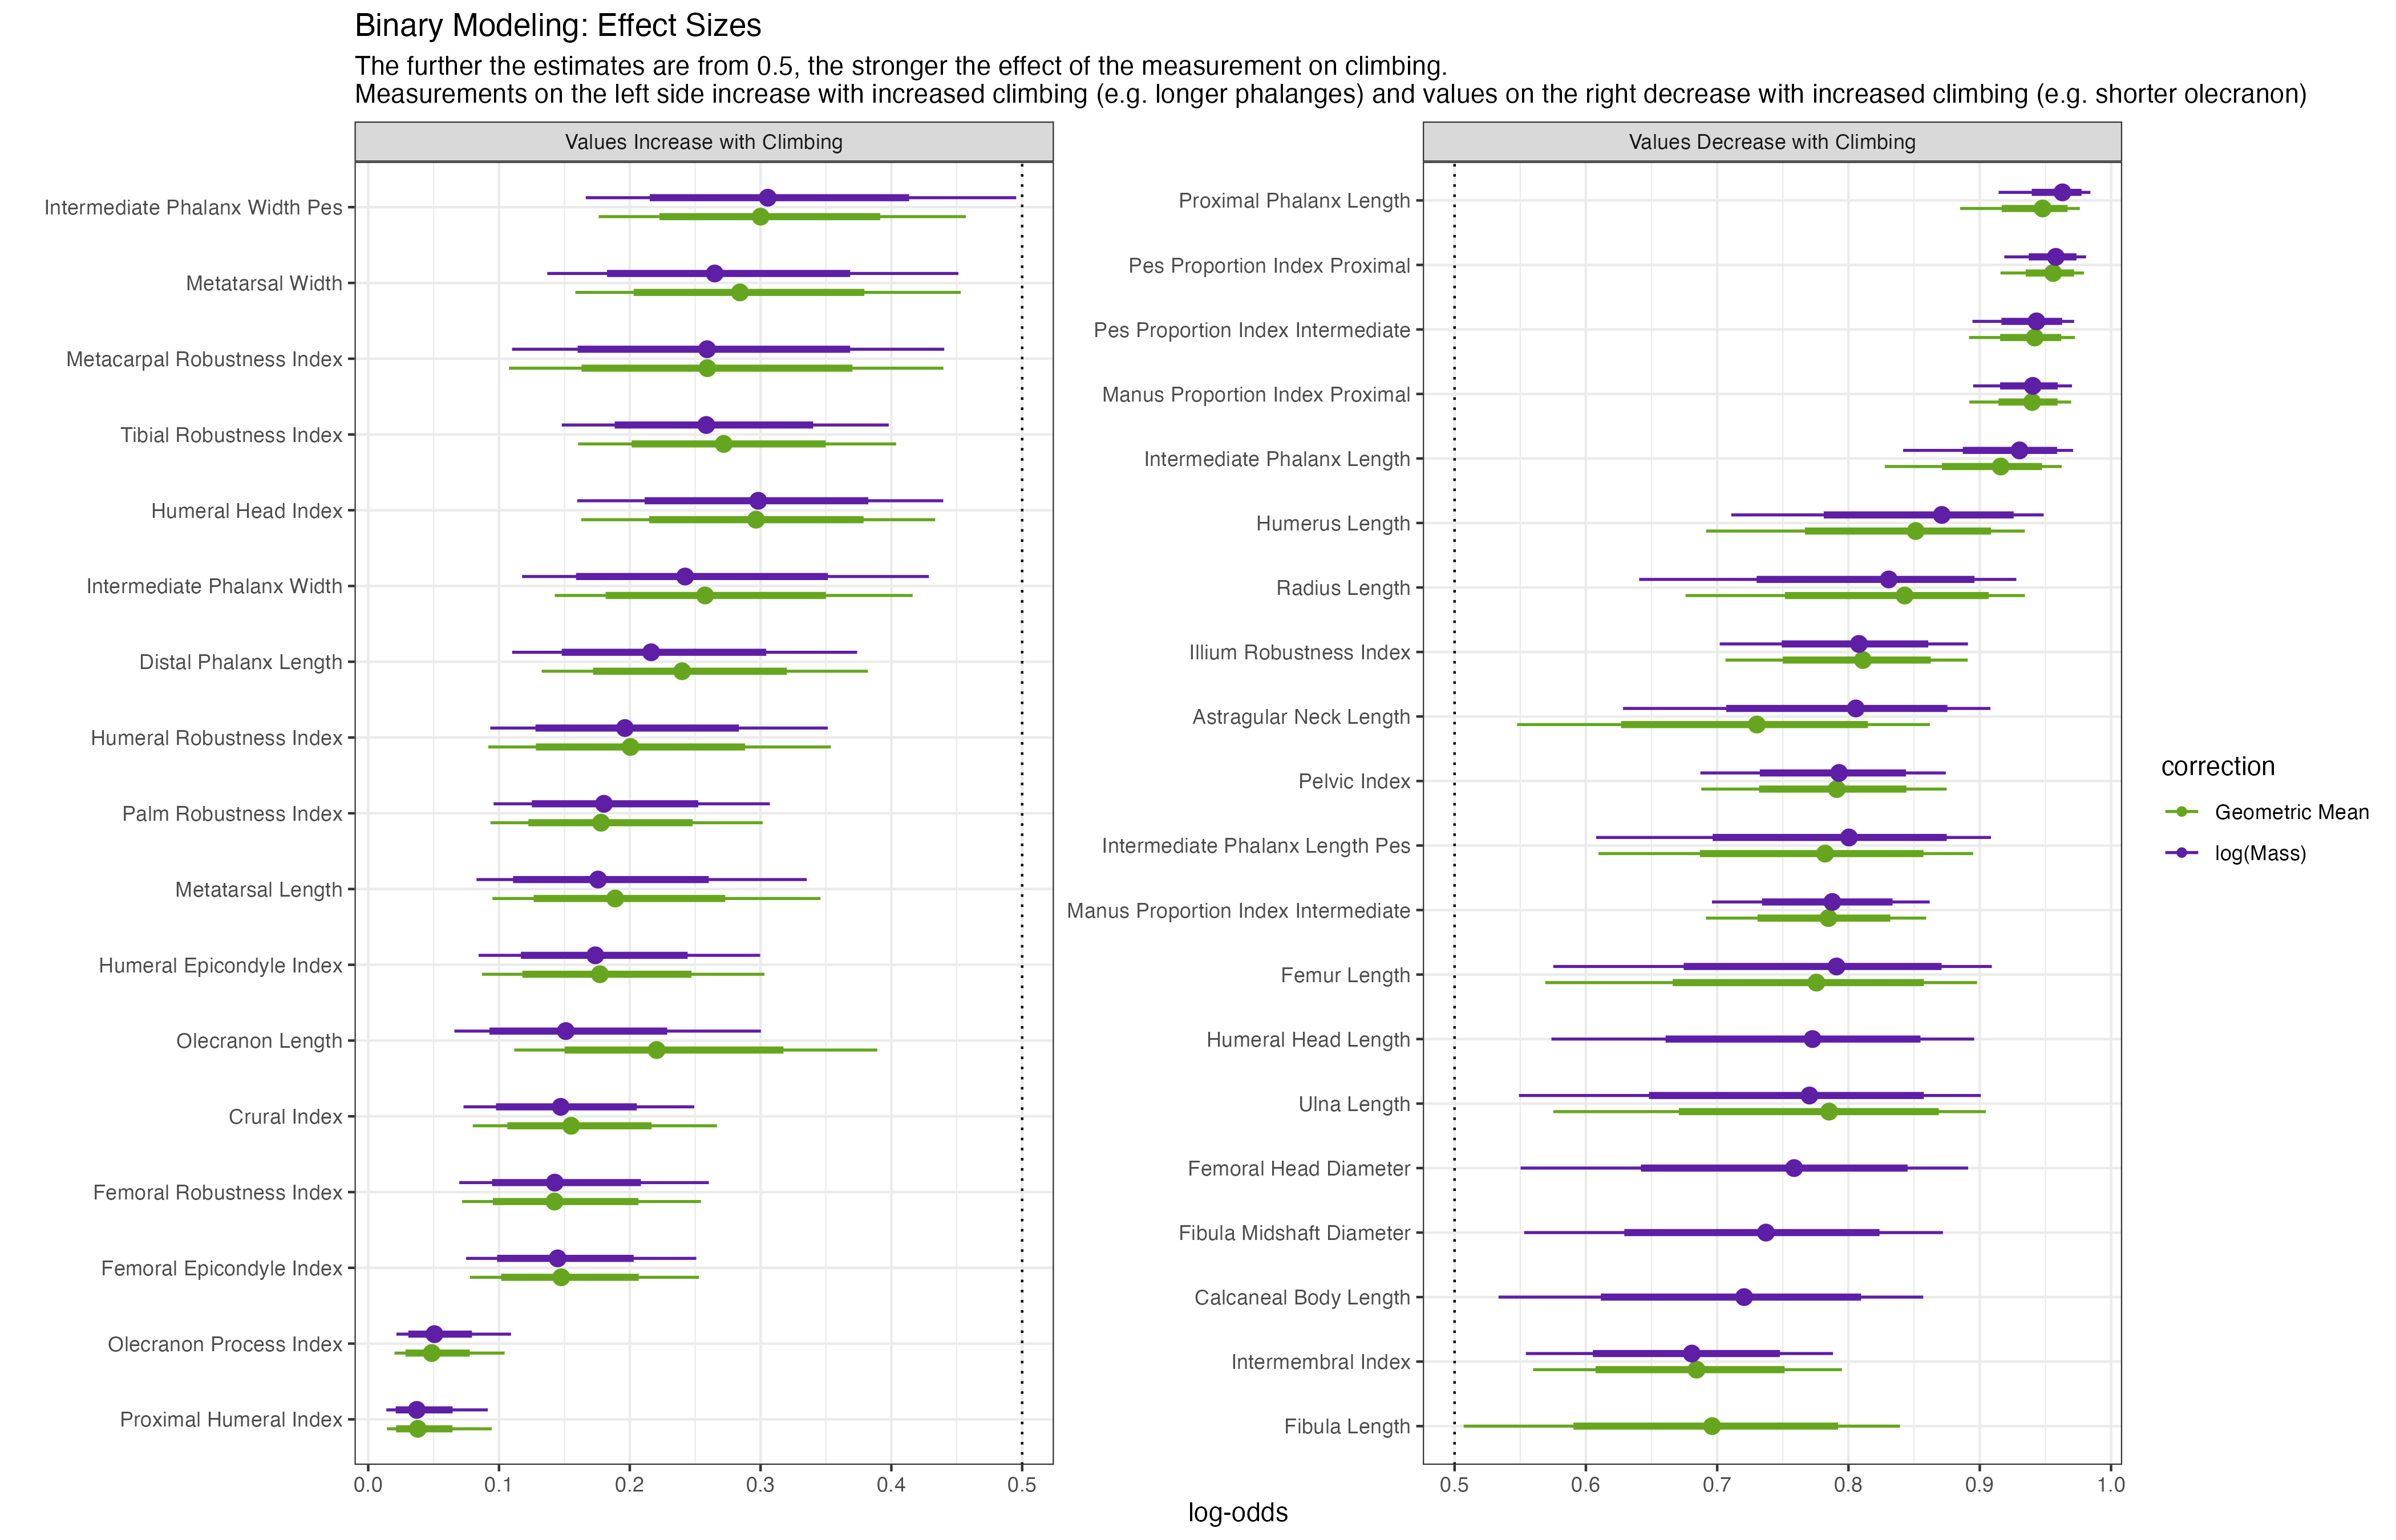 Binary Modeling: Effect Sizes
The further the estimates are from 0.5, the stronger the effect of the measurement on climbing.
Measurements on the left side increase with increased climbing (e.g. longer phalanges) and values on the right decrease with increased climbing (e.g. shorter olecranon)
Values Increase with Climbing
Intermediate Phalanx Width Pes
Metatarsal Width
Metacarpal Robustness Index
Tibial Robustness Index
Humeral Head Index
Intermediate Phalanx Width
Distal Phalanx Length
Humeral Robustness Index
Palm Robustness Index
Metatarsal Length
Humeral Epicondyle Index
Olecranon Length
Crural Index
Femoral Robustness Index
Femoral Epicondyle Index
Olecranon Process Index
Proximal Humeral Index
0.0 0.1 0.2 0.3 0.4 0.5
Values Decrease with Climbing
Proximal Phalanx Length
Pes Proportion Index Proximal
Pes Proportion Index Intermediate
Manus Proportion Index Proximal
Intermediate Phalanx Length
Humerus Length
Radius Length
Illium Robustness Index
Astragular Neck Length
Pelvic Index
Intermediate Phalanx Length Pes
Manus Proportion Index Intermediate
Femur Length
Humeral Head Length
Ulna Length
Femoral Head Diameter
Fibula Midshaft Diameter
Calcaneal Body Length
Intermembral Index
Fibula Length
0.5 0.6 0.7 0.8 0.9 1.0
log-odds
correction
Geometric Mean
log(Mass)